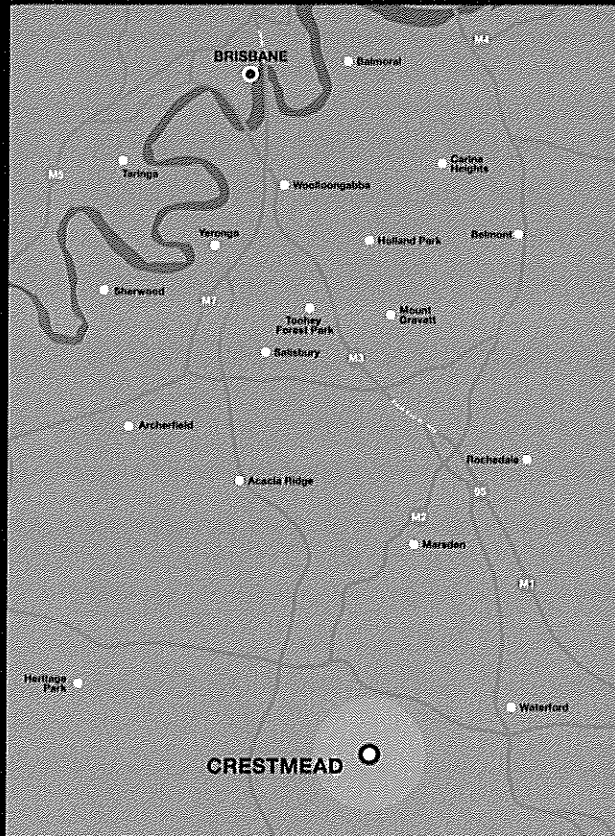 M4
BRISBANE
Balmoral
Carina
Heights
Taringa
M5
Woolloongabba
Yeronga
Holland Park
Belmont
Sherwood
M7
Toohey
Forest Park
Mount
Gravatt
Salisbury
M3
Archerfield
Rochedale
Acacia Ridge
95
M2
Marsden
M1
Heritage
Park
Waterford
CRESTMEAD